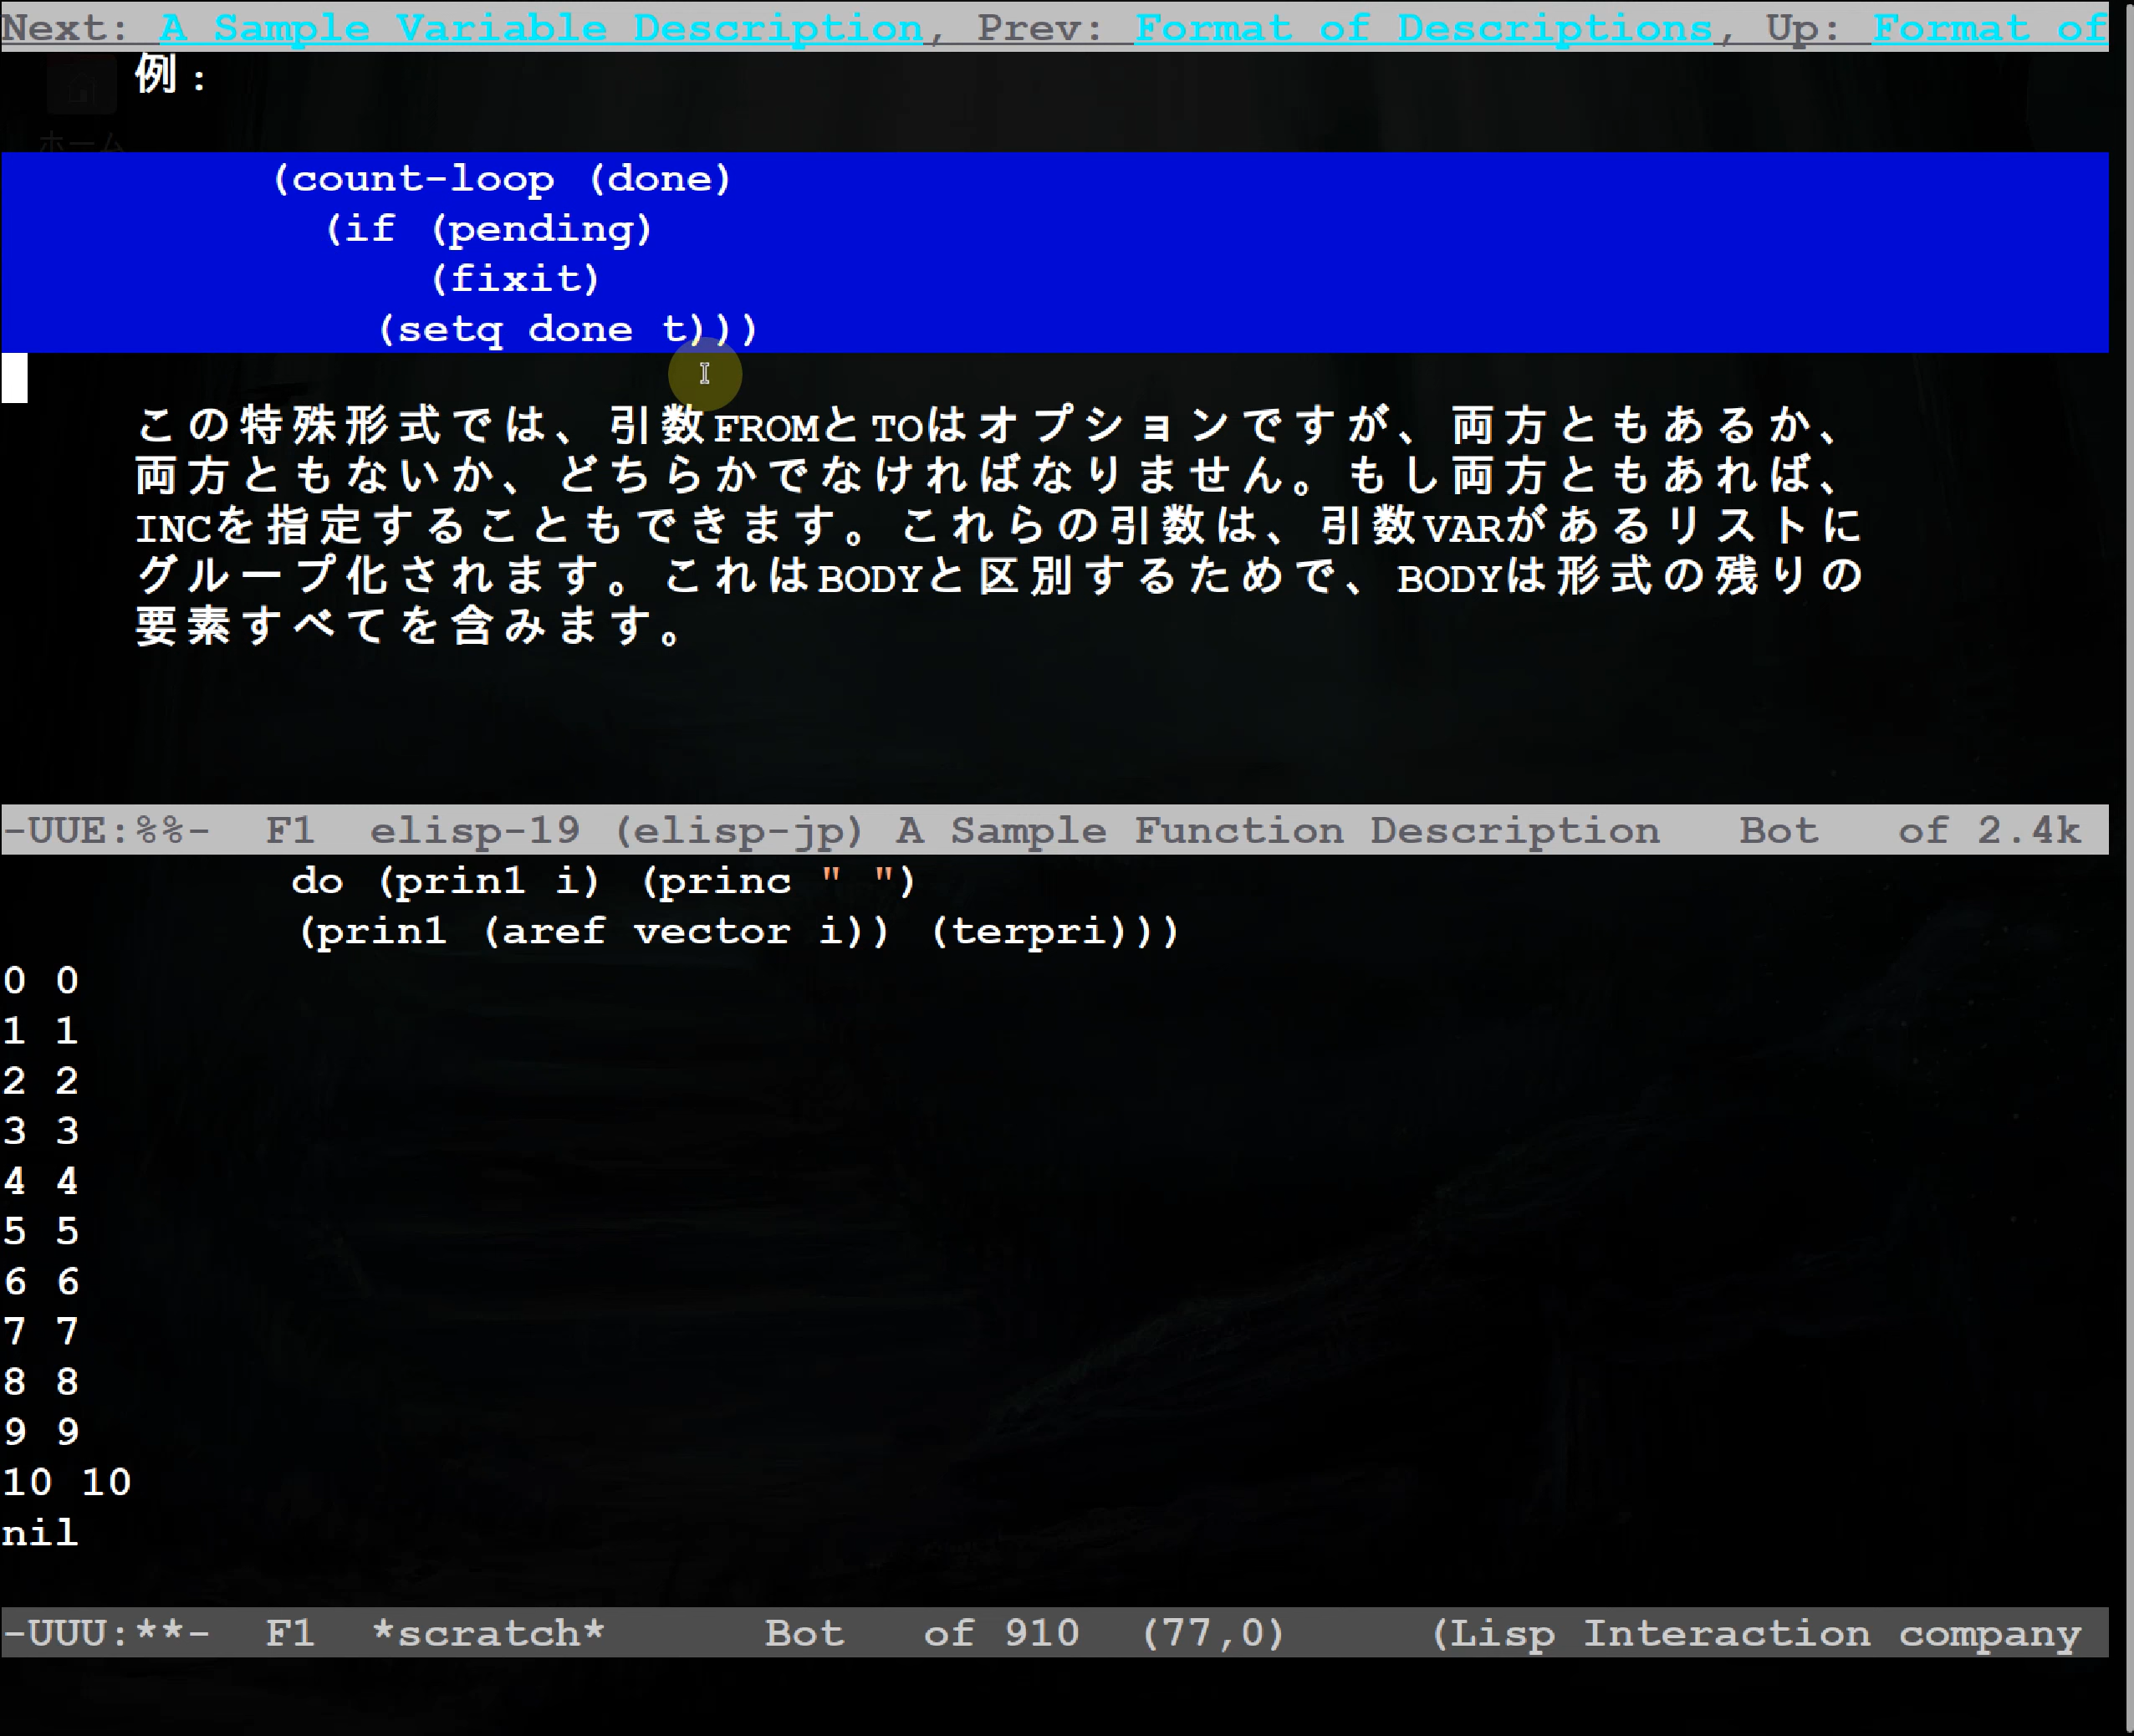 Next: A Sample Variable Description, Prev: Format of Descriptions, Up: Format of
例：
ホーム
(count-loop (done)
(if (pending)
(fixit)
(setq done t)))
この特殊形式では、引数FROMとTOはオプションですが、両方ともあるか、
両方ともないか、どちらかでなければなりません。もし両方ともあれば、
INCを指定することもできます。これらの引数は、引数VARがあるリストに
グループ化されます。これはBODYと区別するためで、BODYは形式の残りの
要素すべてを含みます。
-UUE:%%- F1 elisp-19 (elisp-jp) A Sample Function Description Bot of 2.4k
do (prin1 i) (princ " ")
(prin1 (aref vector i)) (terpri)))
0 0
1 1
2 2
3 3
4 4
5 5
6 6
7 7
8 8
9 9
10 10
nil
-UUU:**- F1 *scratch* Bot of 910 (77,0) (Lisp Interaction company